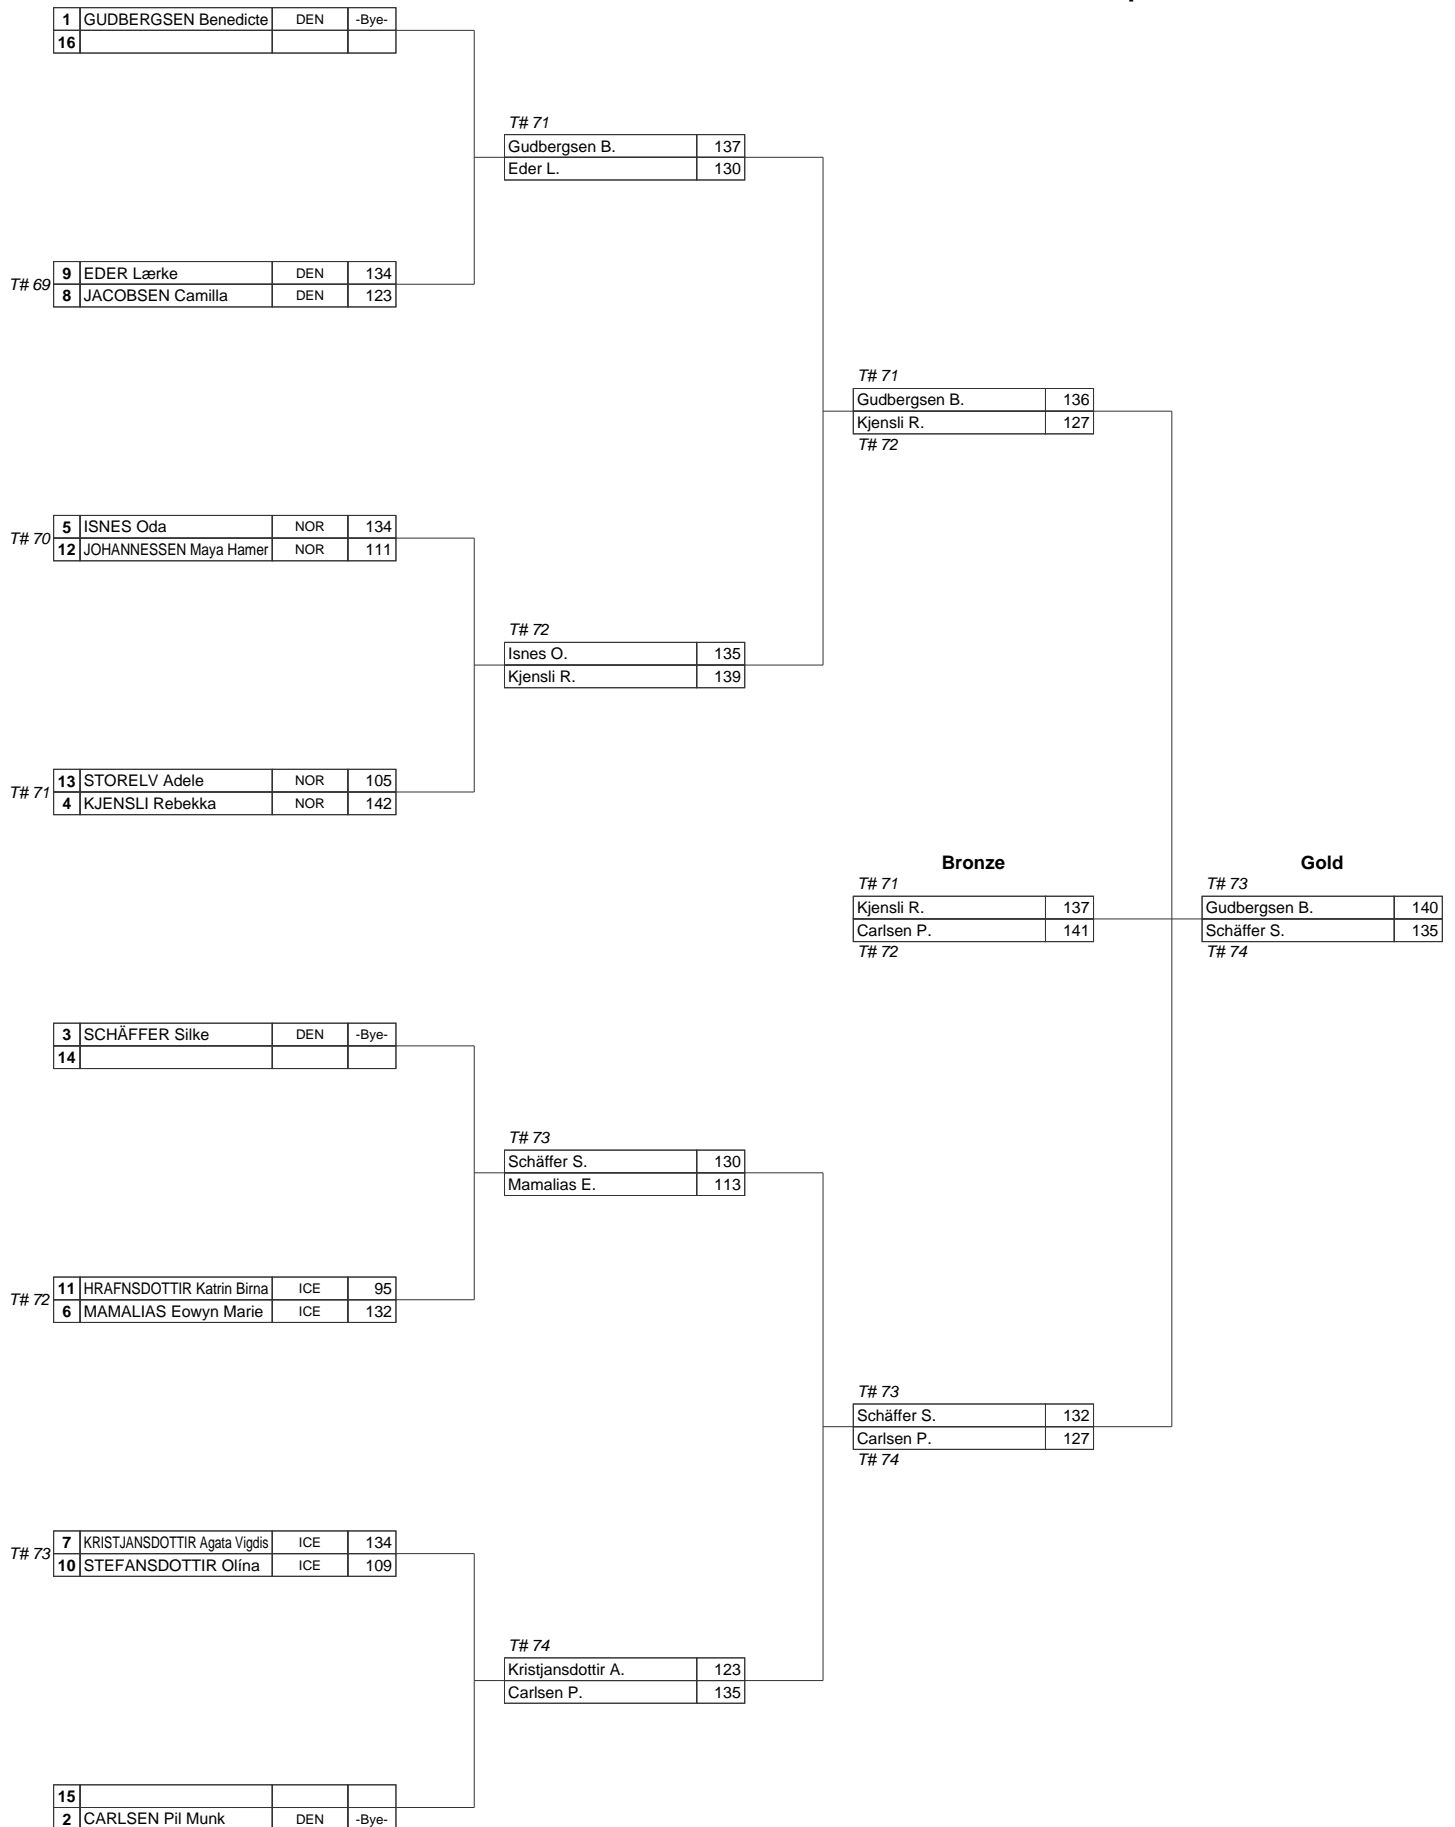 1 GUDBERGSEN Benedicte DEN -Bye-
16
T# 71
Gudbergsen B. 137
Eder L. 130
T# 69
9 EDER Lærke DEN 134
8 JACOBSEN Camilla DEN 123
T# 71
Gudbergsen B. 136
Kjensli R. 127
T# 72
T# 70
5 ISNES Oda NOR 134
12 JOHANNESSEN Maya Hamer NOR 111
T# 72
Isnes O. 135
Kjensli R. 139
T# 71
13 STORELV Adele NOR 105
4 KJENSLI Rebekka NOR 142
Bronze
T# 71
Kjensli R. 137
Carlsen P. 141
T# 72
Gold
T# 73
Gudbergsen B. 140
Schäffer S. 135
T# 74
3 SCHÄFFER Silke DEN -Bye-
14
T# 73
Schäffer S. 130
Mamalias E. 113
T# 72
11 HRAFNSDOTTIR Katrin Birna ICE 95
6 MAMALIAS Eowyn Marie ICE 132
T# 73
Schäffer S. 132
Carlsen P. 127
T# 74
T# 73
7 KRISTJANSDOTTIR Agata Vigdis ICE 134
10 STEFANSDOTTIR Olína ICE 109
T# 74
Kristjansdottir A. 123
Carlsen P. 135
15
2 CARLSEN Pil Munk DEN -Bye-